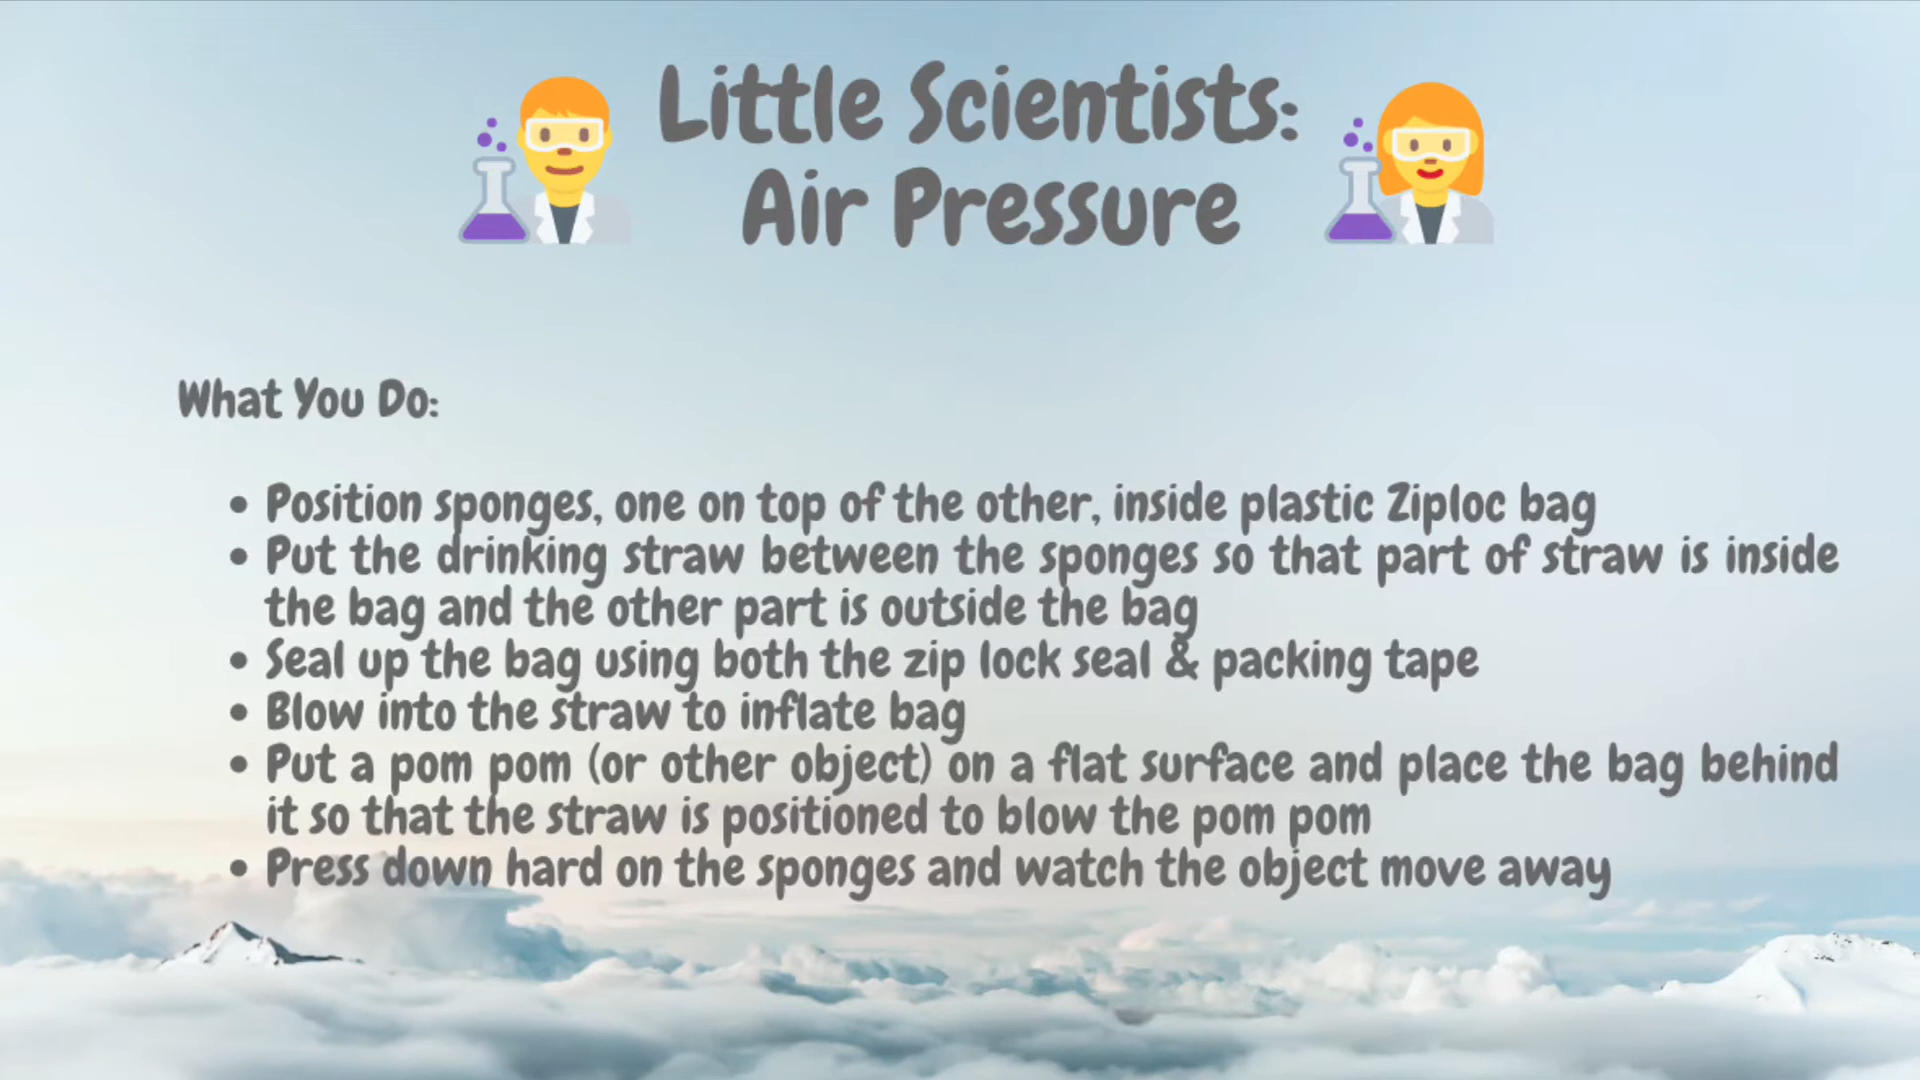 Little Scientists:
Air Pressure
What You Do:
• Position sponges, one on top of the other, inside plastic Ziploc bag
• Put the drinking straw between the sponges so that part of straw is inside
the bag and the other part is outside the bag
• Seal up the bag using both the zip lock seal & packing tape
• Blow into the straw to inflate bag
• Put a pom pom (or other object) on a flat surface and place the bag behind
it so that the straw is positioned to blow the pom pom
• Press down hard on the sponges and watch the object move away